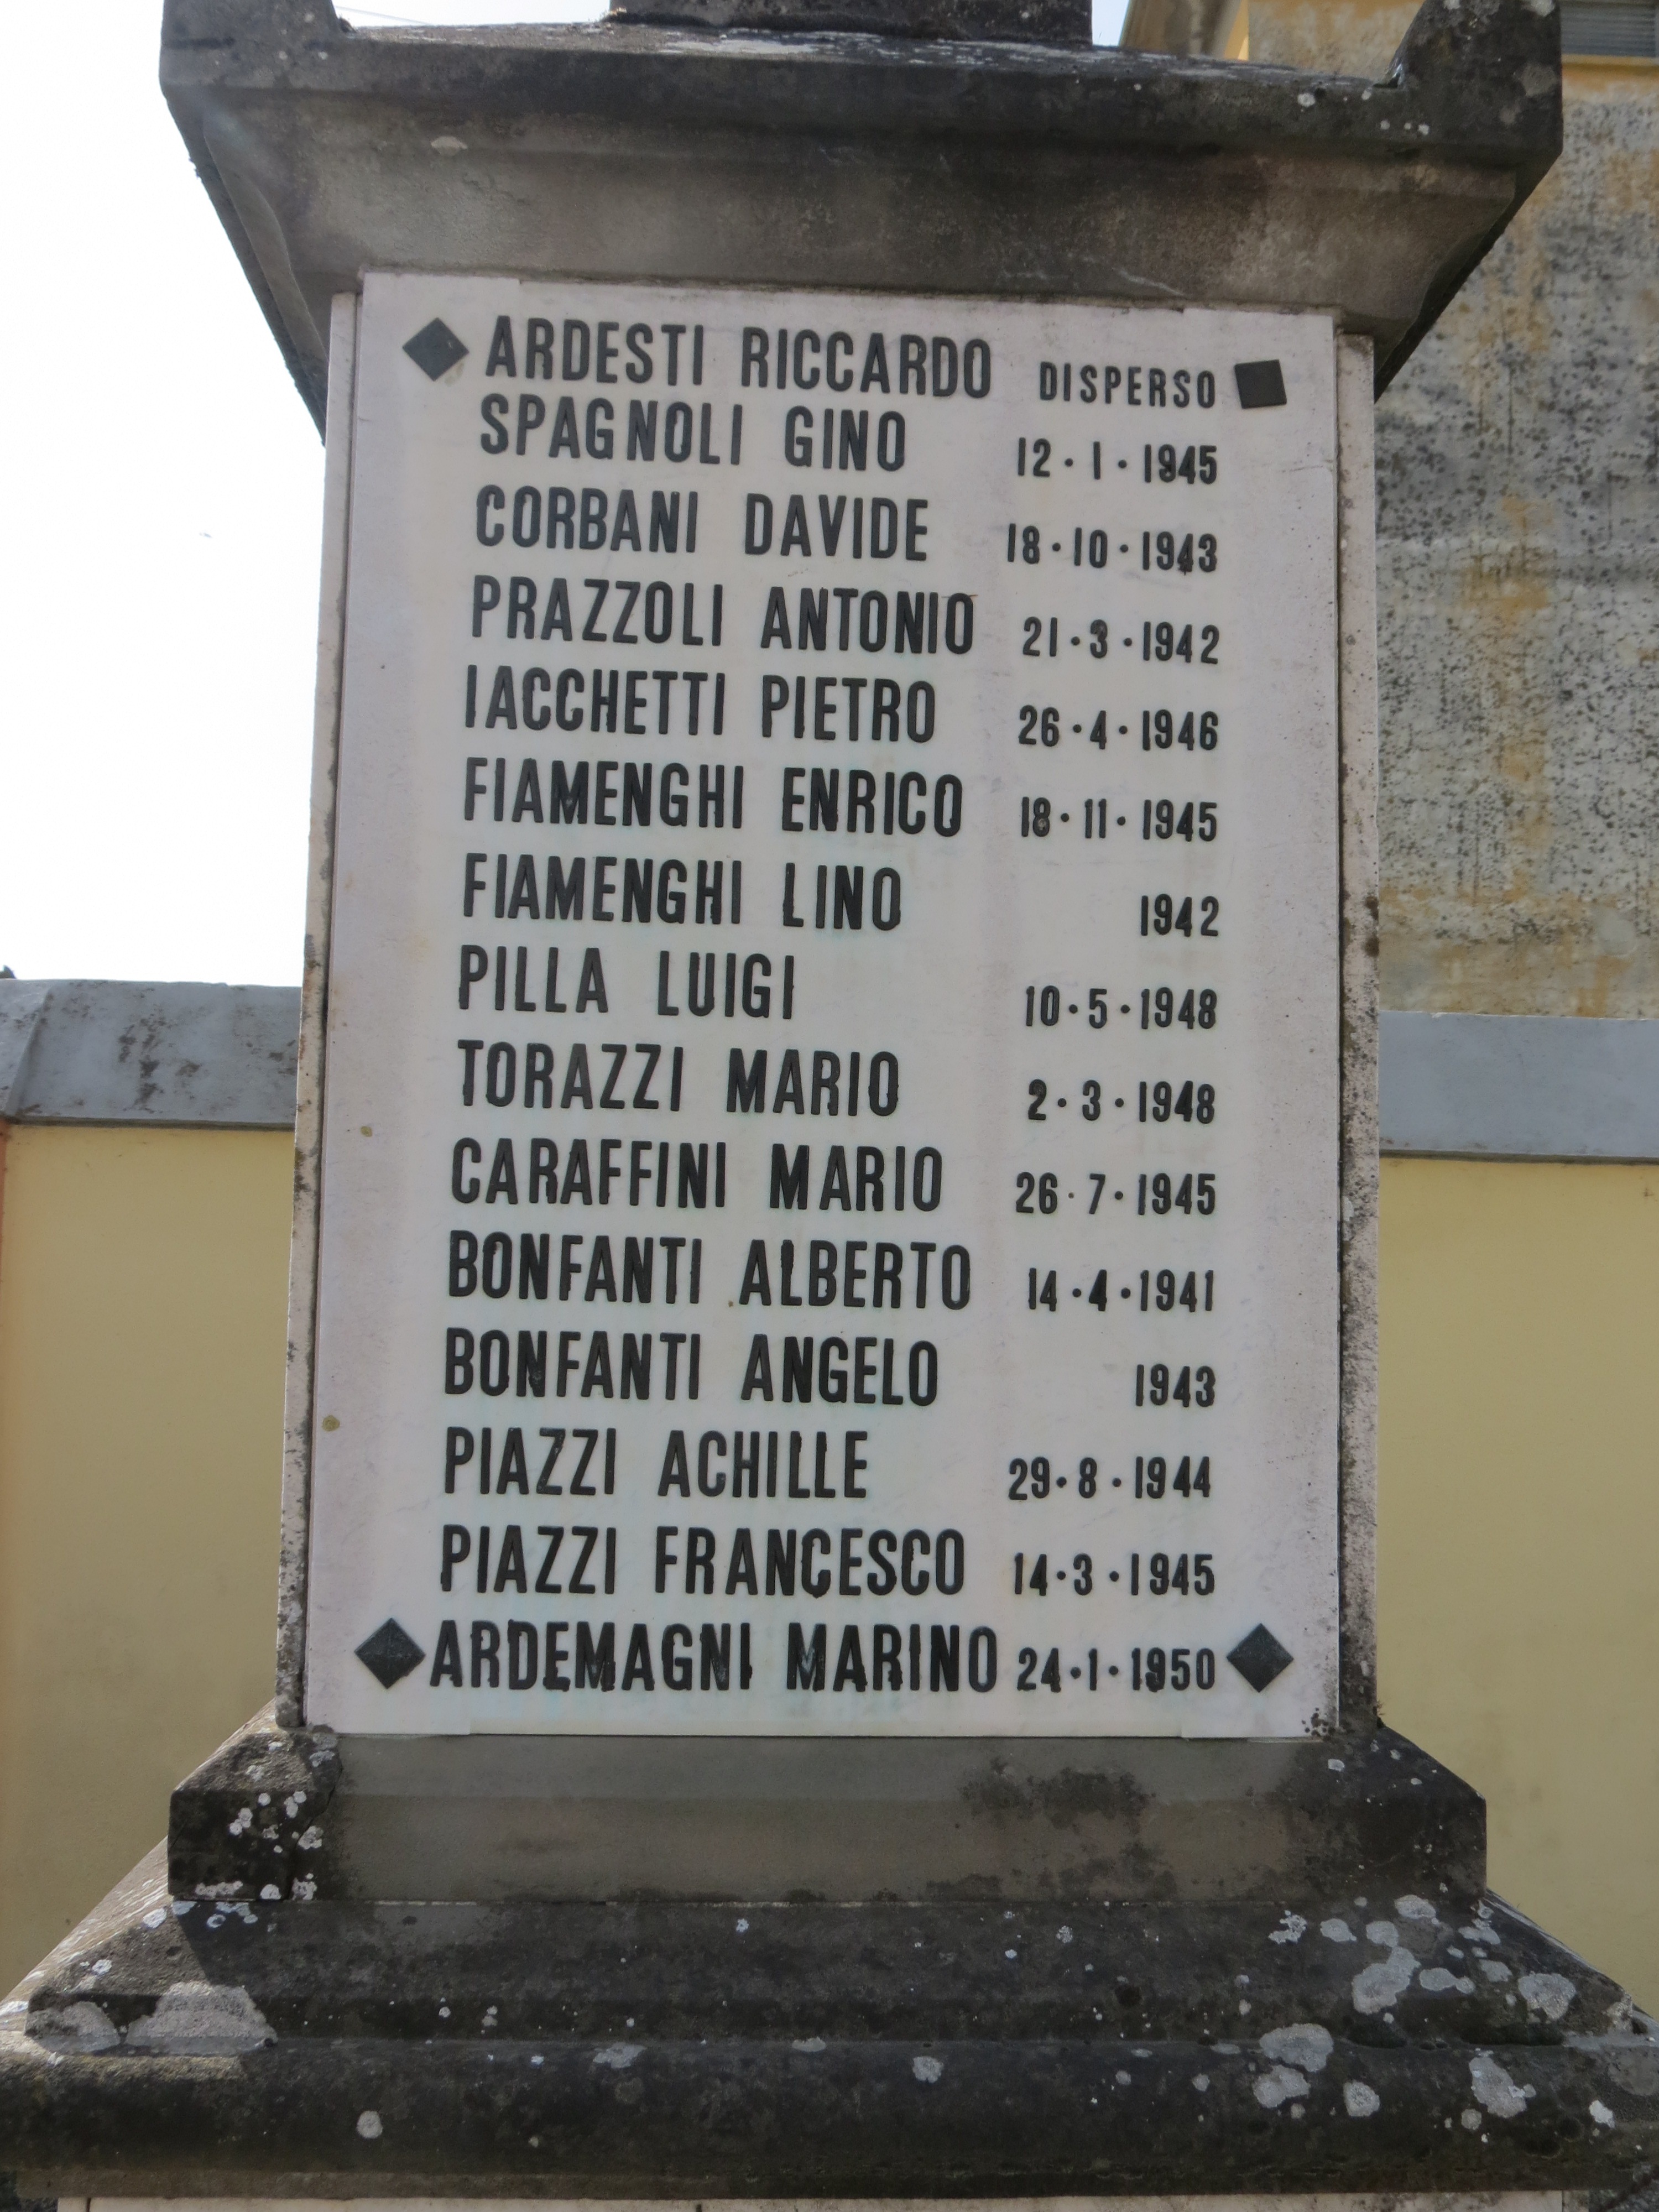 ARDESTI RICCARDO DISPERSO
SPAGNOLI GINO 12·1·1945
CORBANI DAVIDE 18·10·1943
PRAZZOLI ANTONIO 21·3·1942
IACCHETTI PIETRO 26·4·1946
FIAMENGHI ENRICO 18·11·1945
FIAMENGHI LINO 1942
PILLA LUIGI 10·5·1948
TORAZZI MARIO 2·3·1948
CARAFFINI MARIO 26·7·1945
BONFANTI ALBERTO 14·4·1941
BONFANTI ANGELO 1943
PIAZZI ACHILLE 29·8·1944
PIAZZI FRANCESCO 14·3·1945
ARDEMAGNI MARINO 24·1·1950